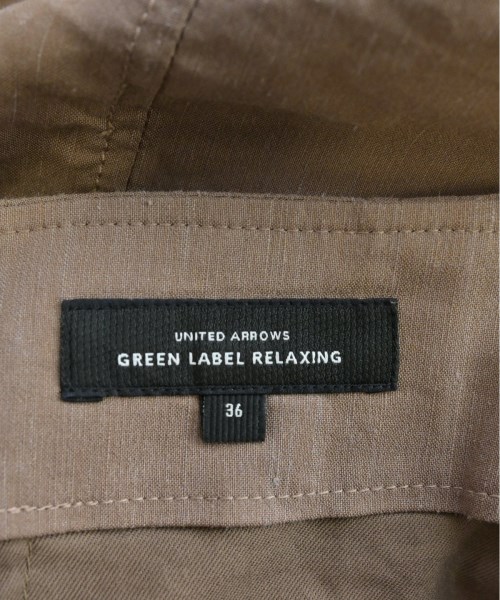 UNITED ARROWS
GREEN LABEL RELAXING
36